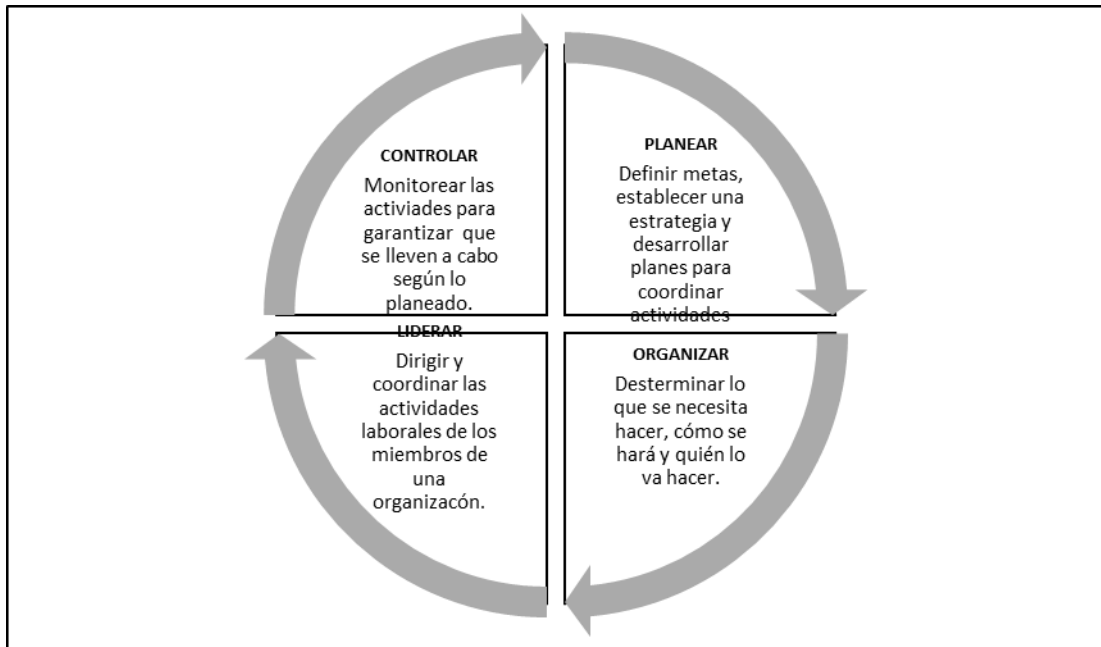 CONTROLAR
Monitorear las
activiades para
garantizar que
se lleven a cabo
según lo
planeado.
PLANEAR
Definir metas,
establecer una
estrategia y
desarrollar
planes para
coordinar
actividades
LIDERAR
Dirigir y
coordinar las
actividades
laborales de los
miembros de
una
organizacón.
ORGANIZAR
Desterminar lo
que se necesita
hacer, cómo se
hará y quién lo
va hacer.